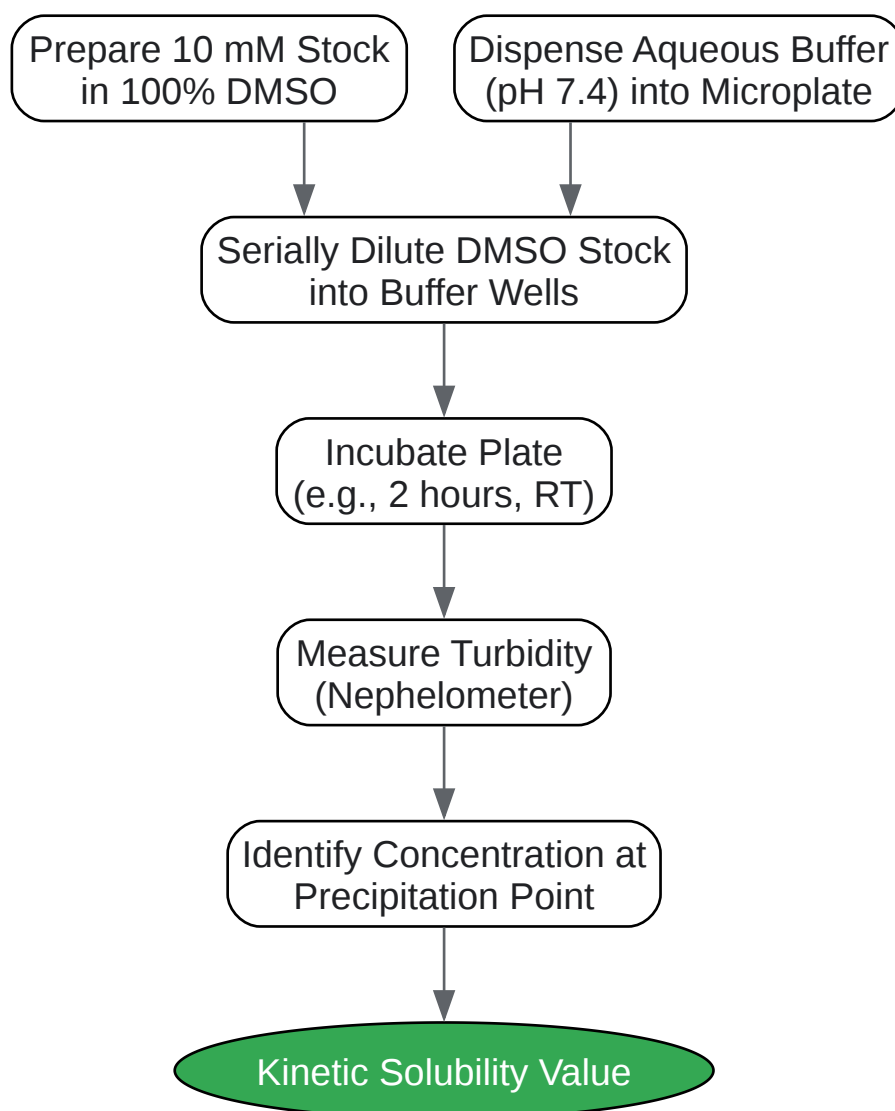 Prepare 10 mM Stock
in 100% DMSO
Dispense Aqueous Buffer
(pH 7.4) into Microplate
Serially Dilute DMSO Stock
into Buffer Wells
Incubate Plate
(e.g., 2 hours, RT)
Measure Turbidity
(Nephelometer)
Identify Concentration at
Precipitation Point
Kinetic Solubility Value